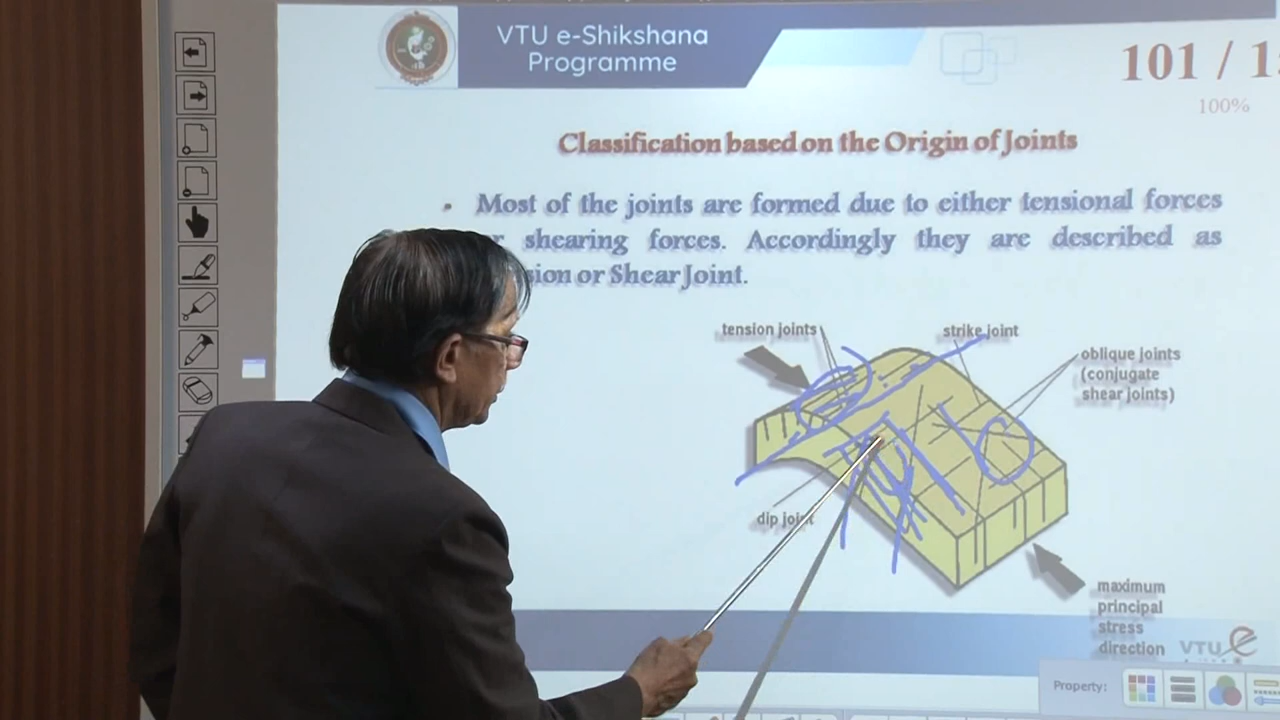 VTU e-Shikshana
Programme
101 / 1
100%
Classification based on the Origin of Joints
• Most of the joints are formed due to either tensional forces
shearing forces. Accordingly they are described as
sion or Shear Joint.
tension joints
strike joint
oblique joints
(conjugate
shear joints)
dip joint
maximum
principal
stress
direction
VTU
Property: